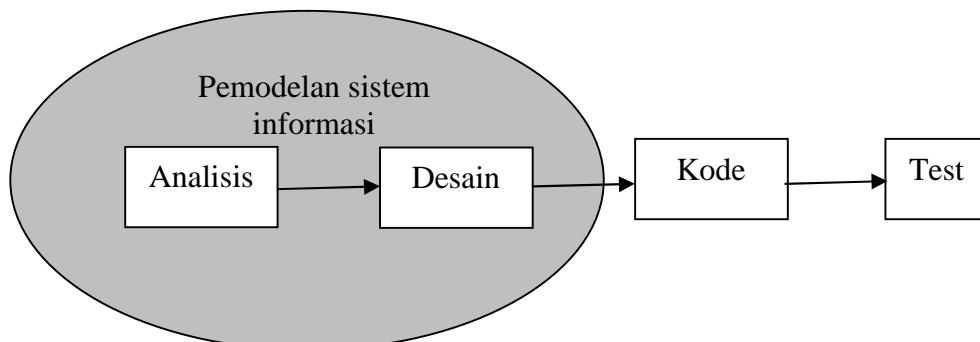 Pemodelan sistem
informasi
Analisis
Desain
Kode
Test